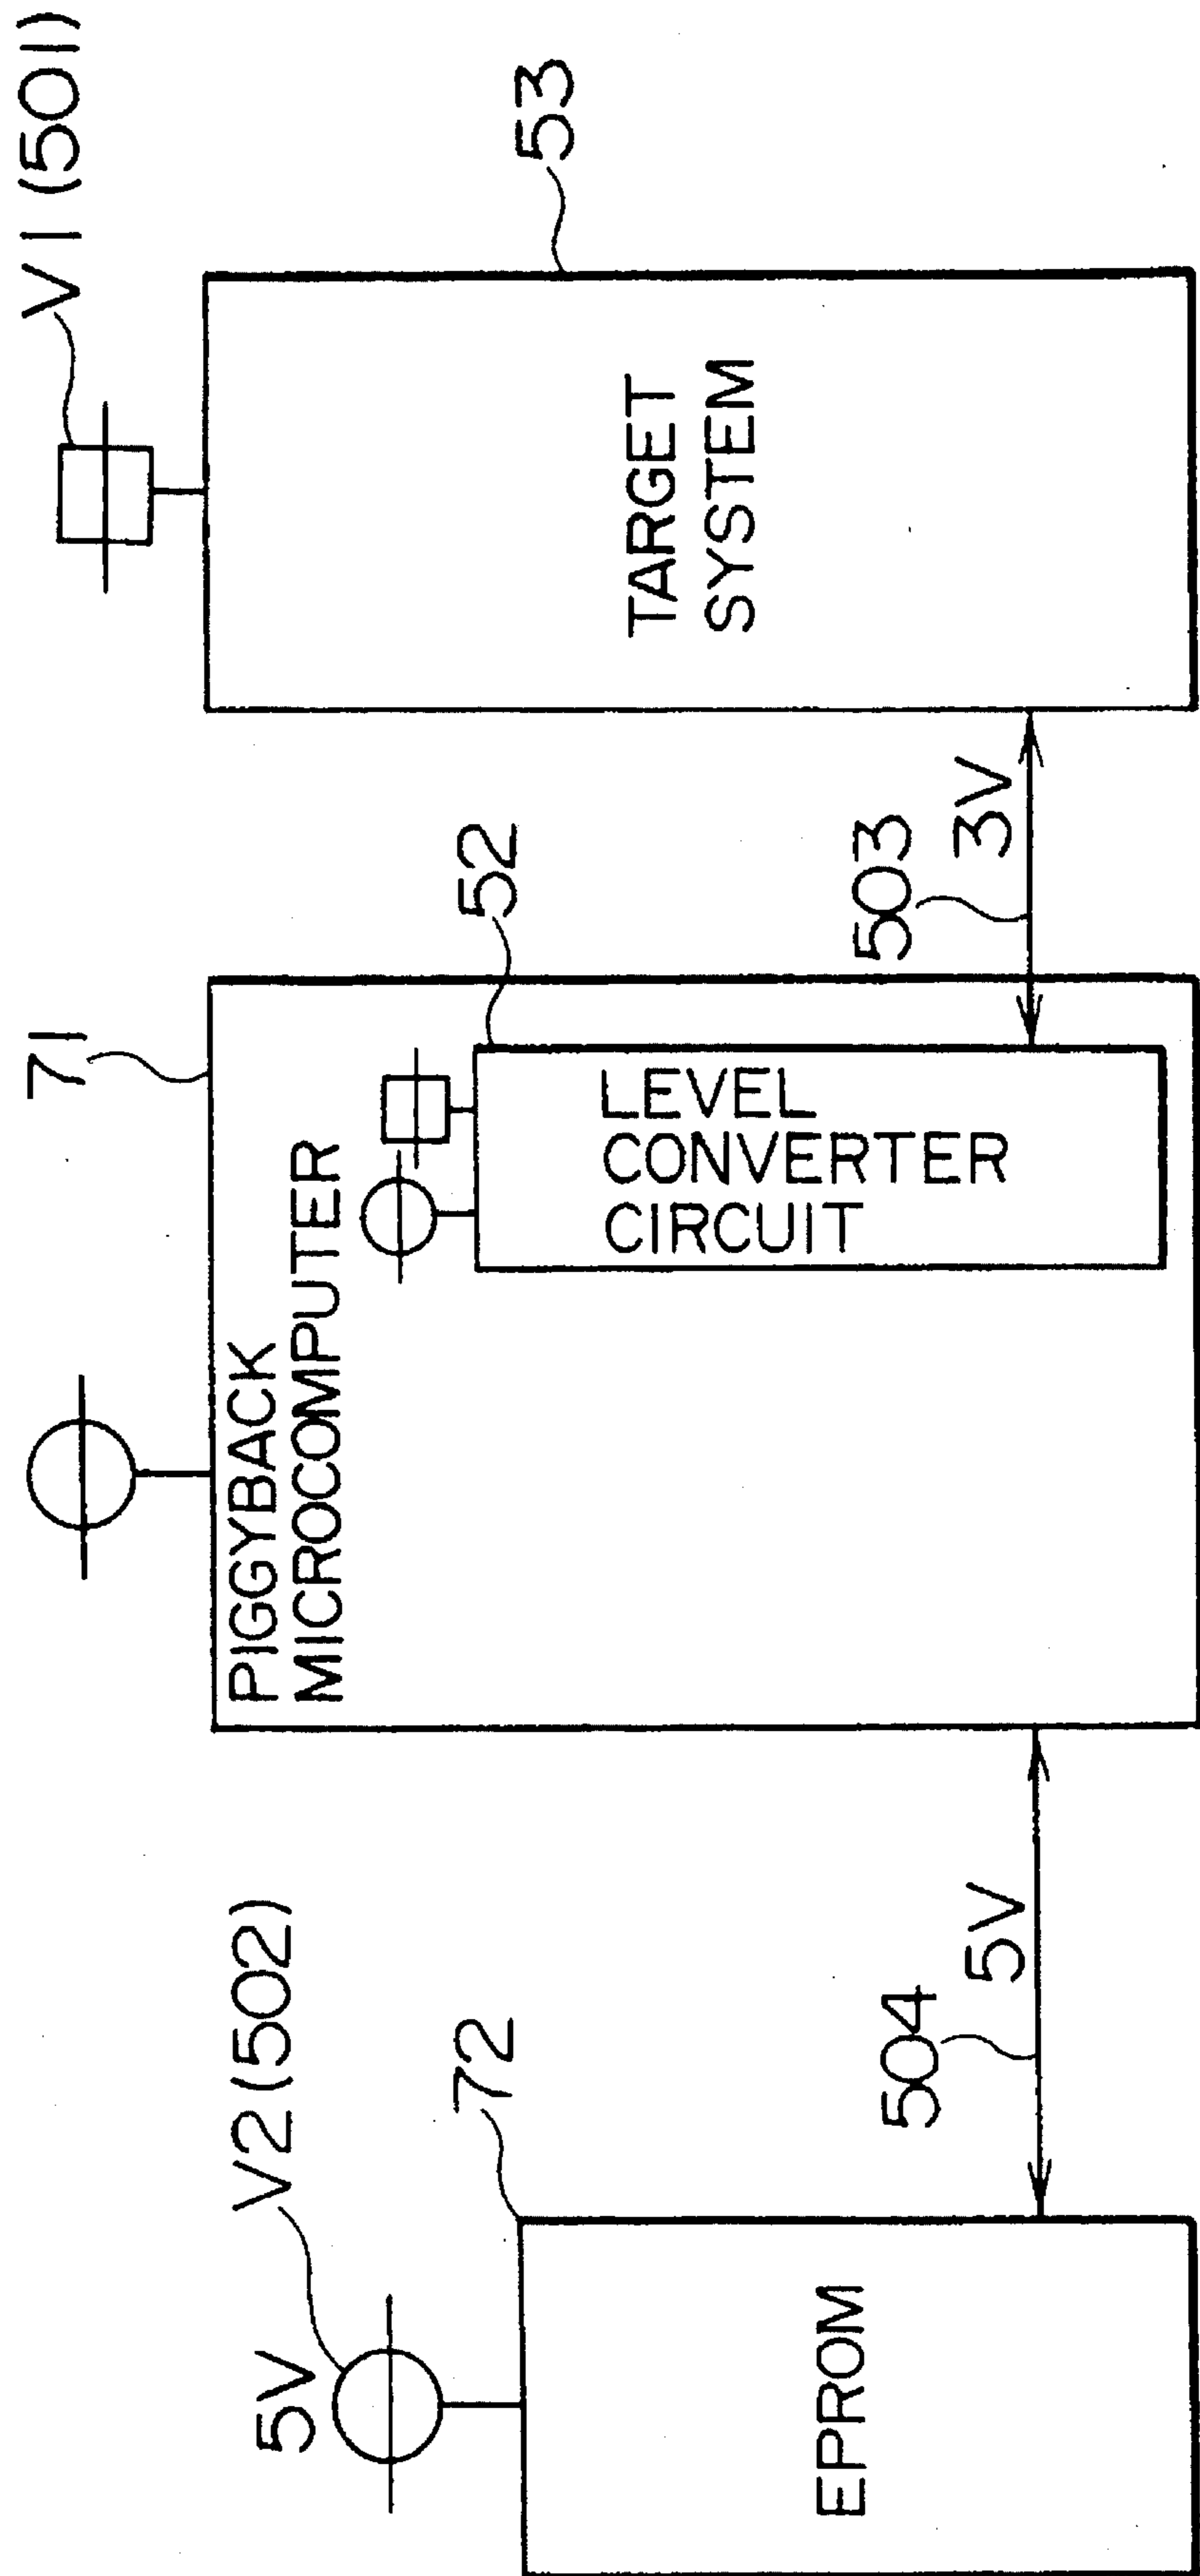 5V
V2 (502)
72
EPROM
504
5V
71
PIGGYBACK
MICROCOMPUTER
52
LEVEL
CONVERTER
CIRCUIT
503
3V
V1 (501)
53
TARGET
SYSTEM